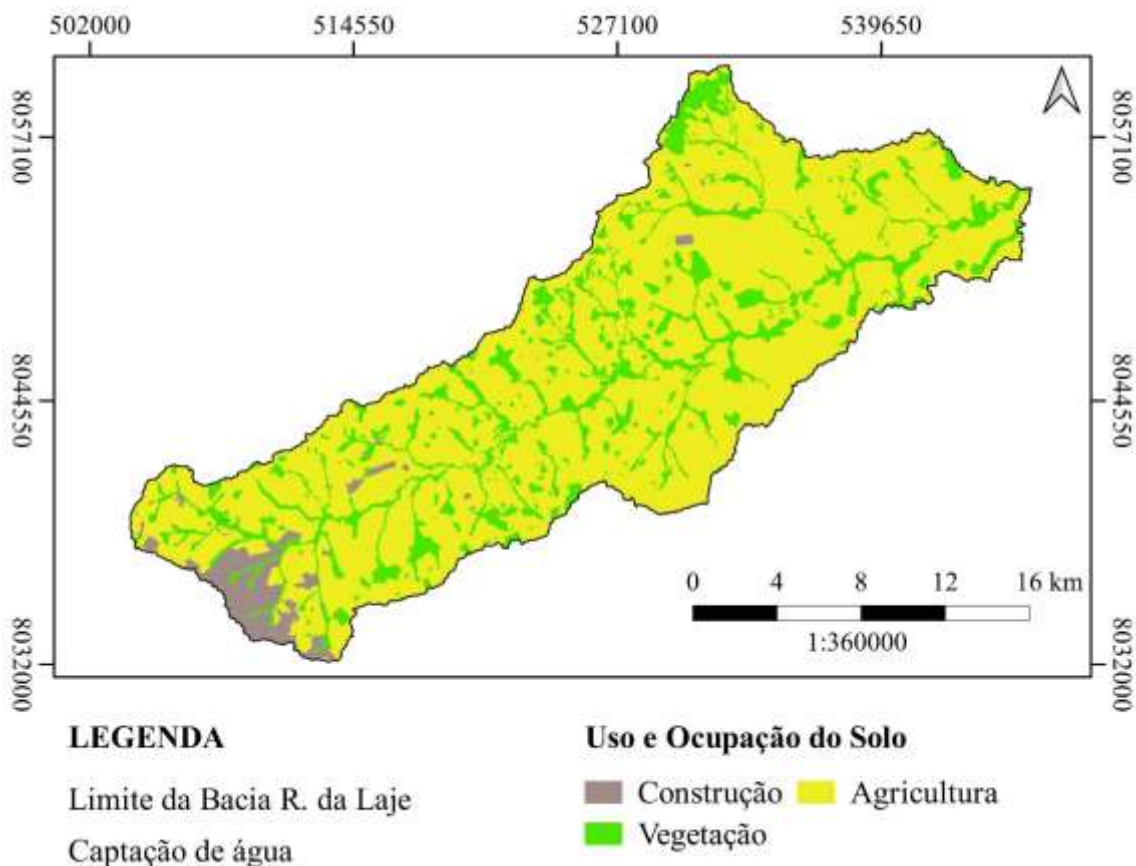 502000 514550 527100 539650
8057100 8057100
8044550 8044550
0 4 8 12 16 km
1:360000
8032000 8032000
LEGENDA
Limite da Bacia R. da Laje
Captação de água
Uso e Ocupação do Solo
Construção Agricultura
Vegetação